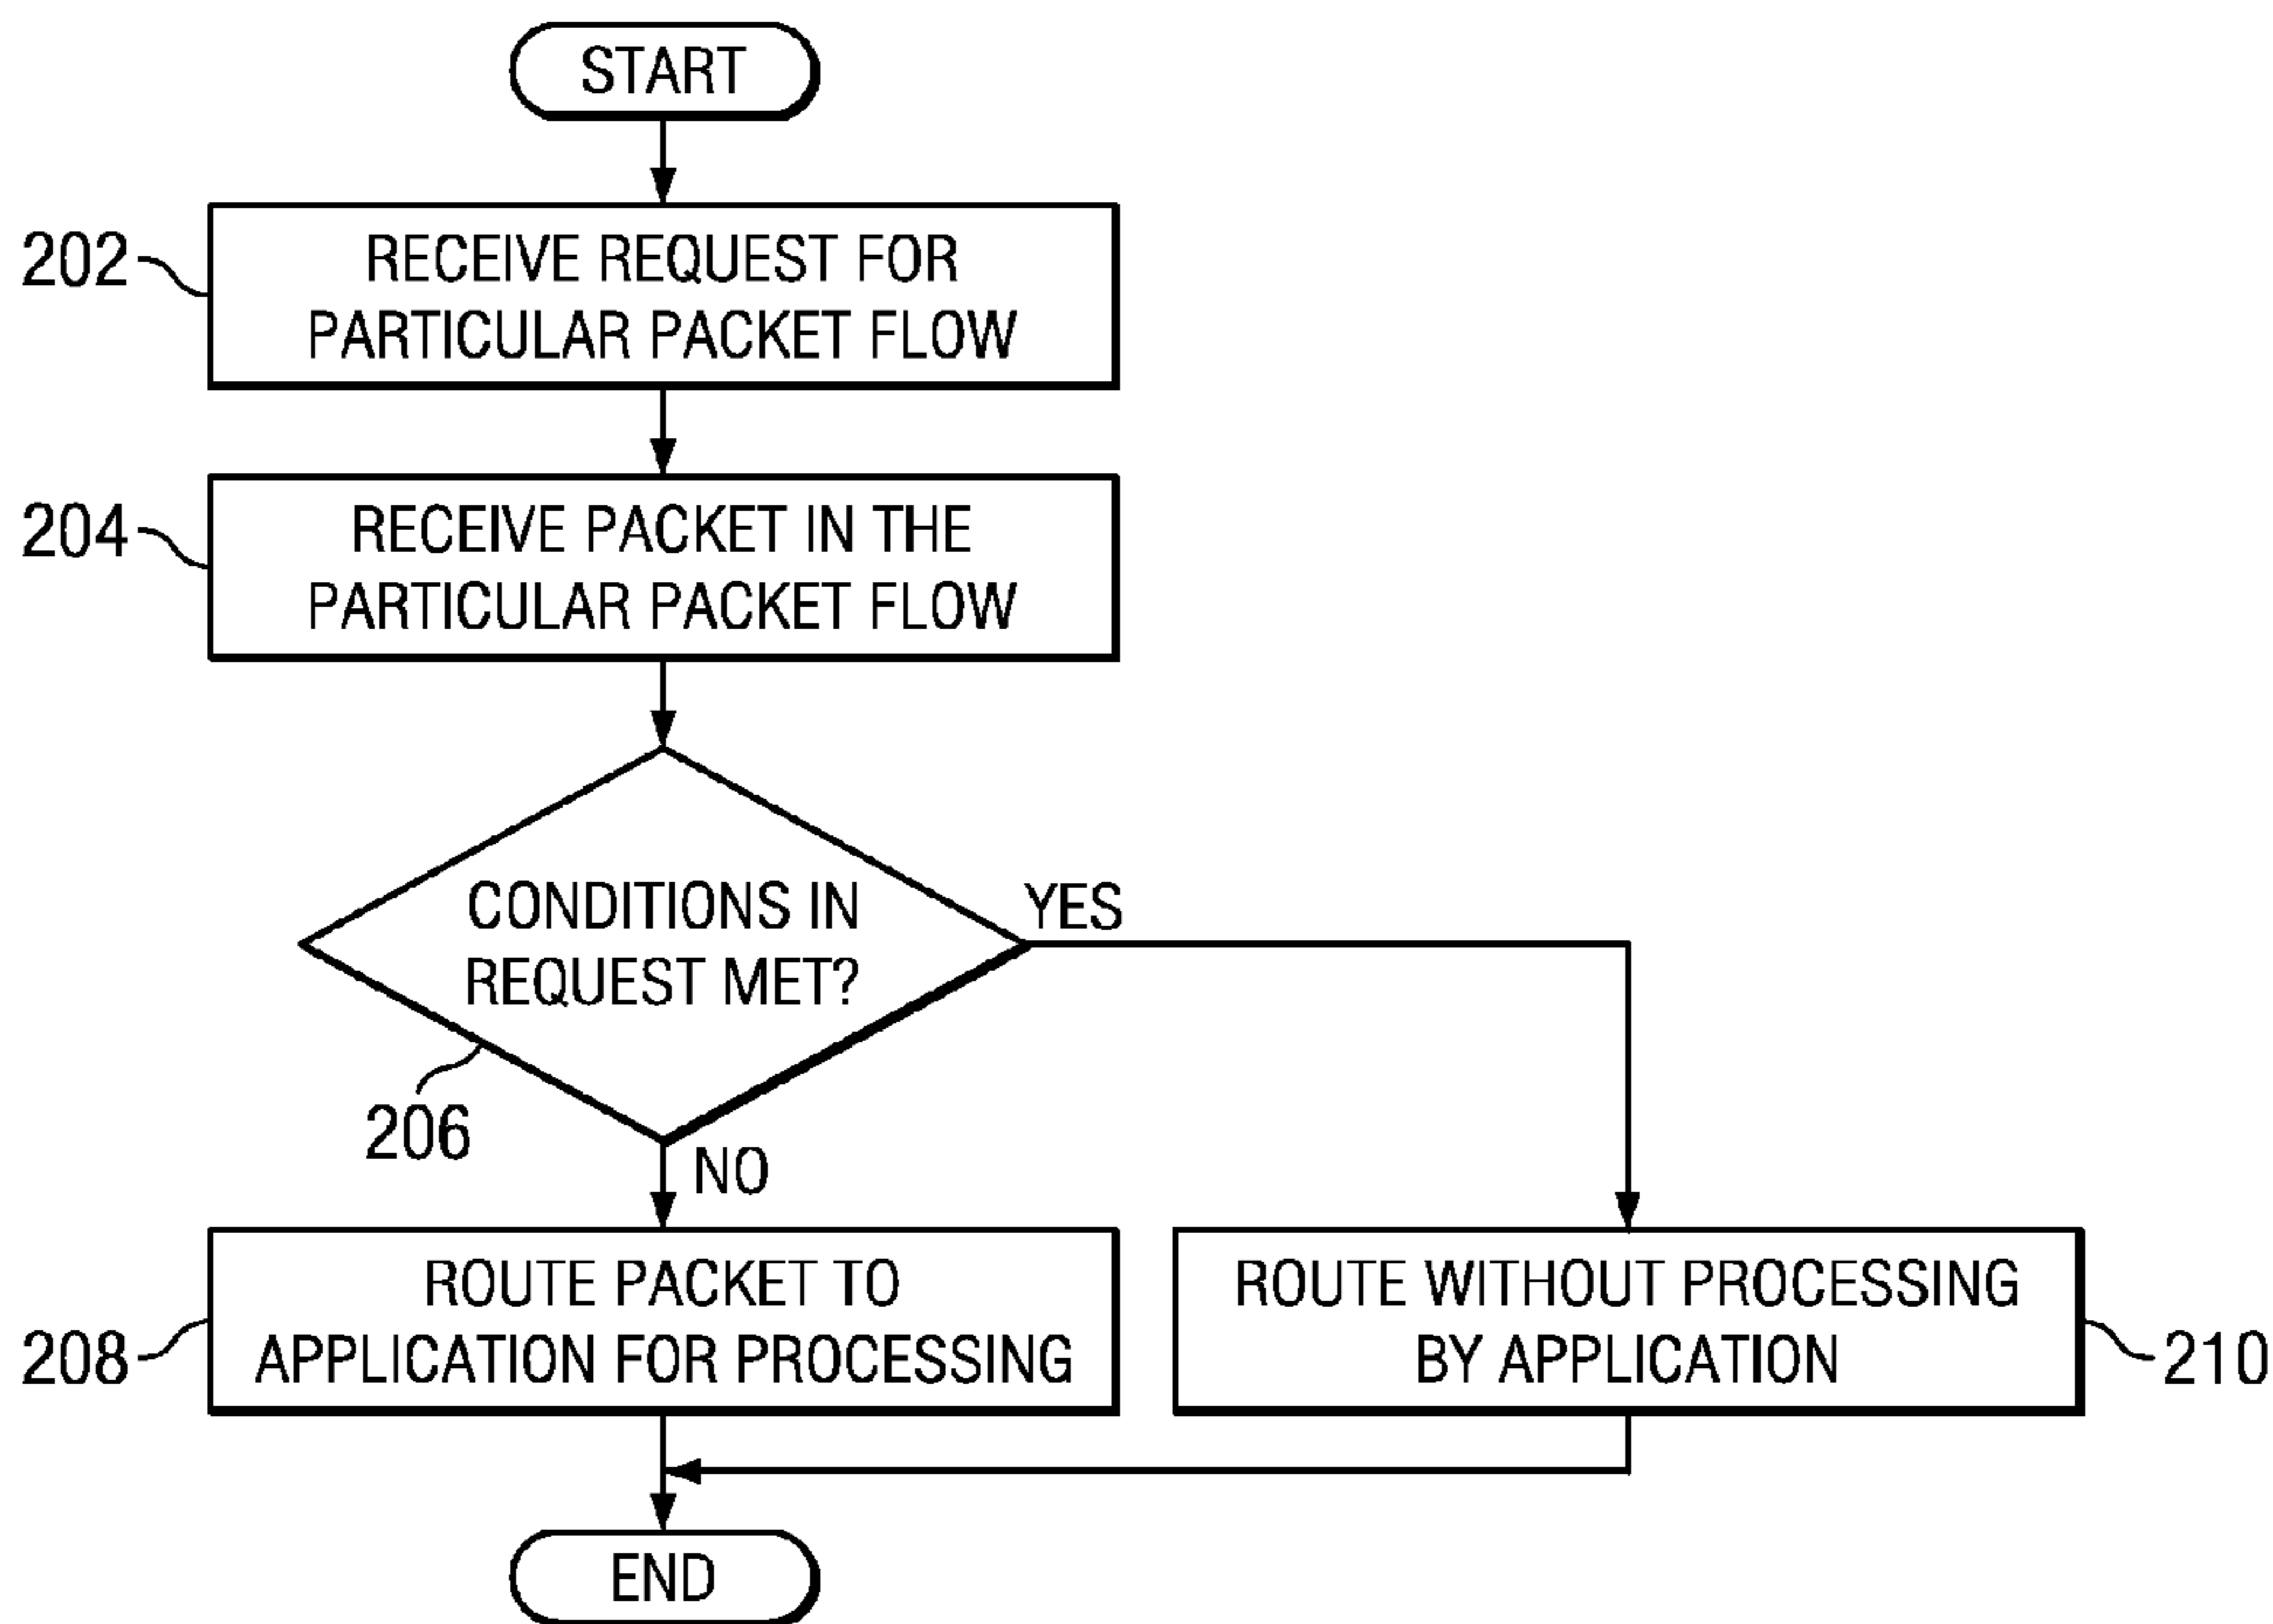 START
202
RECEIVE REQUEST FOR
PARTICULAR PACKET FLOW
204
RECEIVE PACKET IN THE
PARTICULAR PACKET FLOW
CONDITIONS IN
REQUEST MET?
YES
206
NO
208
ROUTE PACKET TO
APPLICATION FOR PROCESSING
ROUTE WITHOUT PROCESSING
BY APPLICATION
210
END